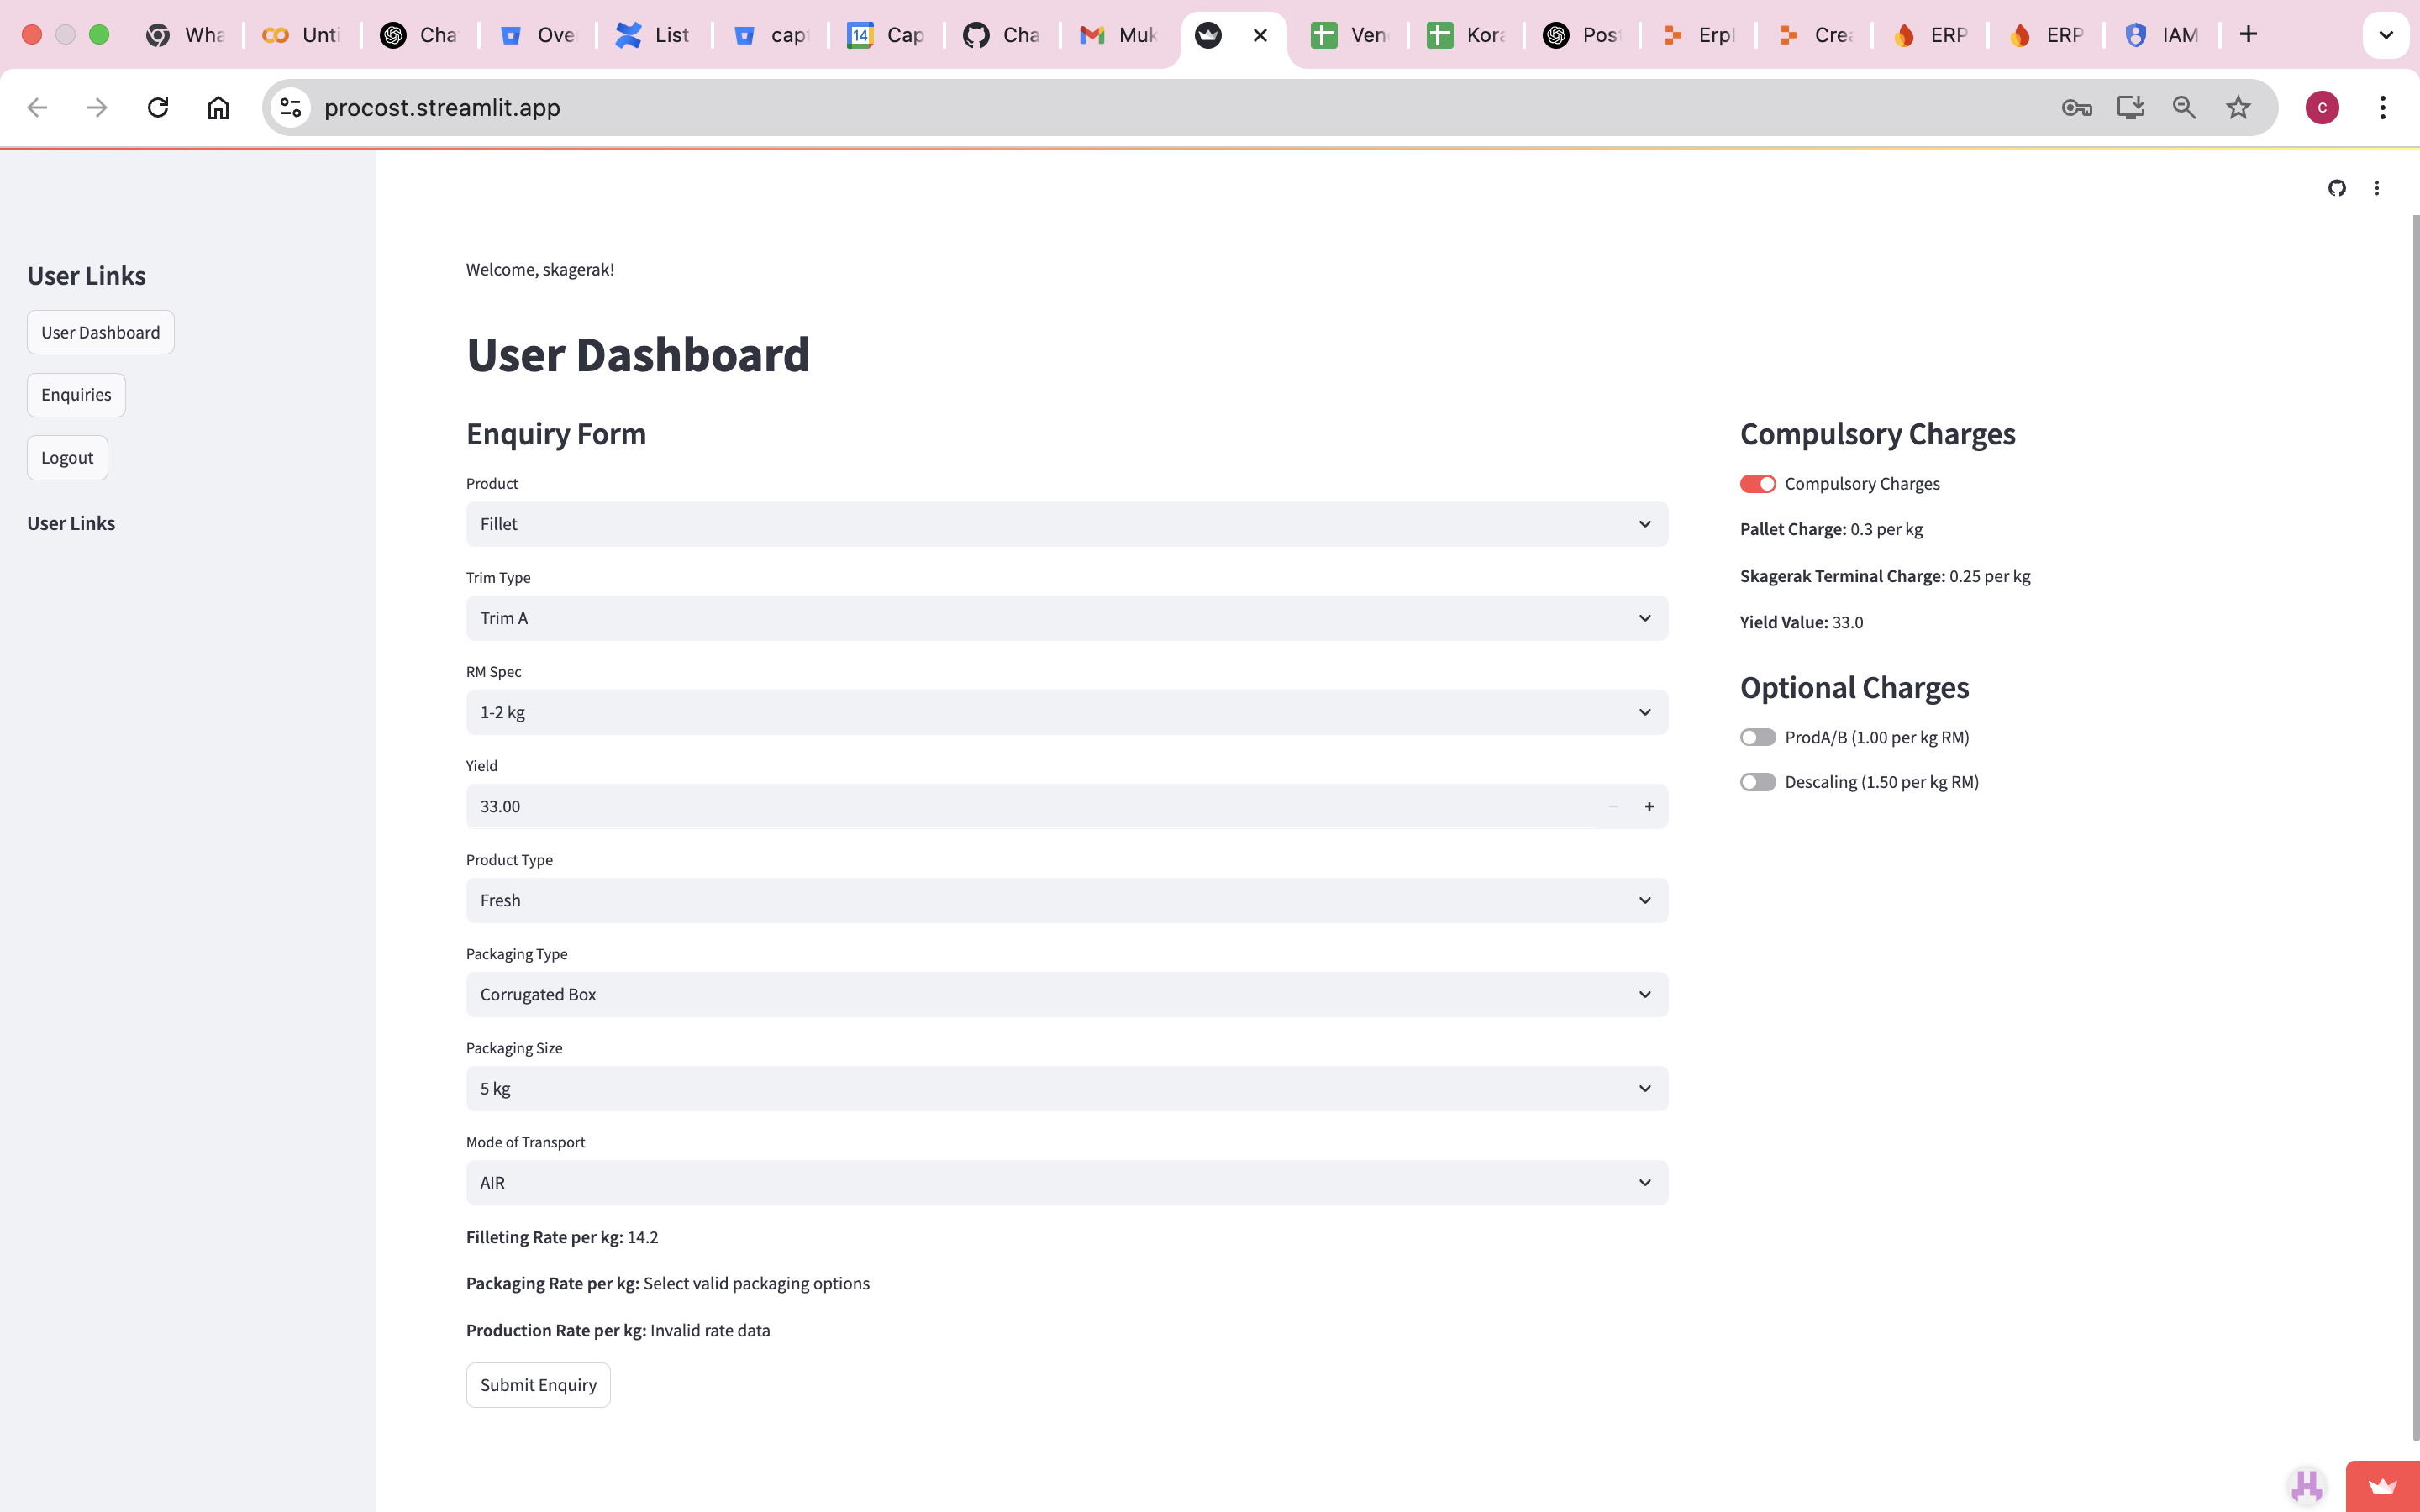 Wha Unti Cha Ove List cap Cap Cha Muk Ven Kor Pos Erpl Crea ERP ERP IAM
procost.streamlit.app
C
User Links
User Dashboard
Enquiries
Logout
User Links
Welcome, skagerak!
User Dashboard
Enquiry Form
Product
Fillet
Trim Type
Trim A
RM Spec
1-2 kg
Yield
33.00
Product Type
Fresh
Packaging Type
Corrugated Box
Packaging Size
5 kg
Mode of Transport
AIR
Filleting Rate per kg: 14.2
Packaging Rate per kg: Select valid packaging options
Production Rate per kg: Invalid rate data
Submit Enquiry
Compulsory Charges
Compulsory Charges
Pallet Charge: 0.3 per kg
Skagerak Terminal Charge: 0.25 per kg
Yield Value: 33.0
Optional Charges
ProdA/B (1.00 per kg RM)
Descaling (1.50 per kg RM)